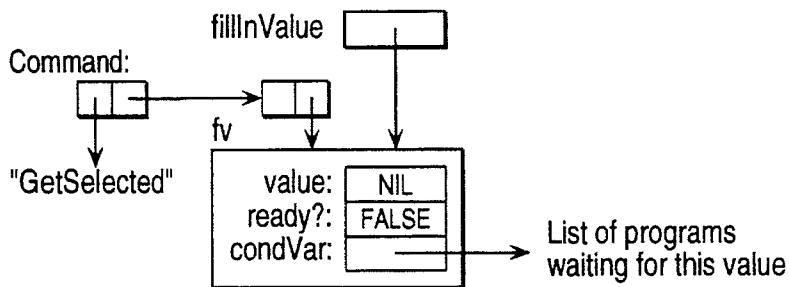 fillInValue
Command:
fv
"GetSelected"
value: NIL
ready?: FALSE
condVar:
List of programs
waiting for this value